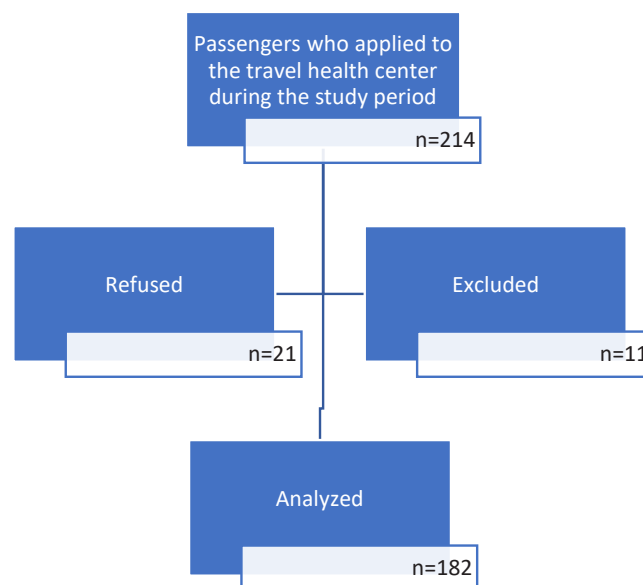 Passengers who applied to
the travel health center
during the study period
n=214
Refused
n=21
Excluded
n=11
Analyzed
n=182